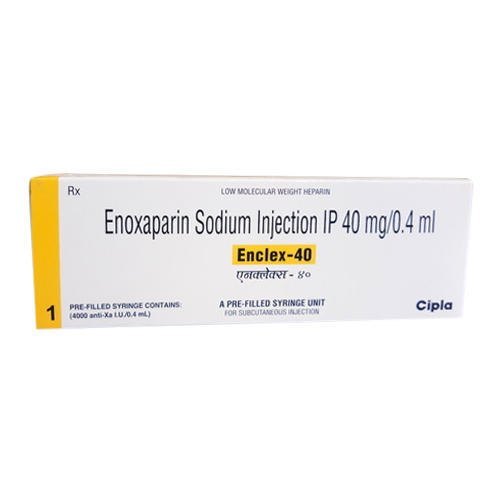 Rx
LOW MOLECULAR WEIGHT HEPARIN
Enoxaparin Sodium Injection IP 40 mg/0.4 ml
Enclex-40
एनक्लेक्स - ४०
1
PRE-FILLED SYRINGE CONTAINS:
(4000 anti-Xa I.U./0.4 mL)
A PRE-FILLED SYRINGE UNIT
FOR SUBCUTANEOUS INJECTION
Cipla